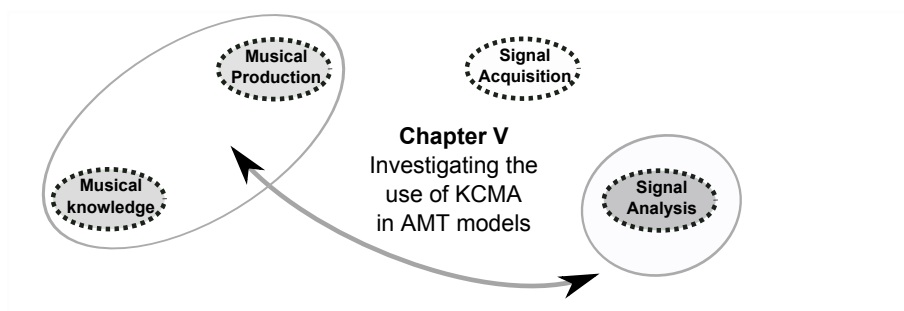 Musical
Production
Signal
Acquisition
Chapter V
Investigating the
use of KCMA
in AMT models
Musical
knowledge
Signal
Analysis